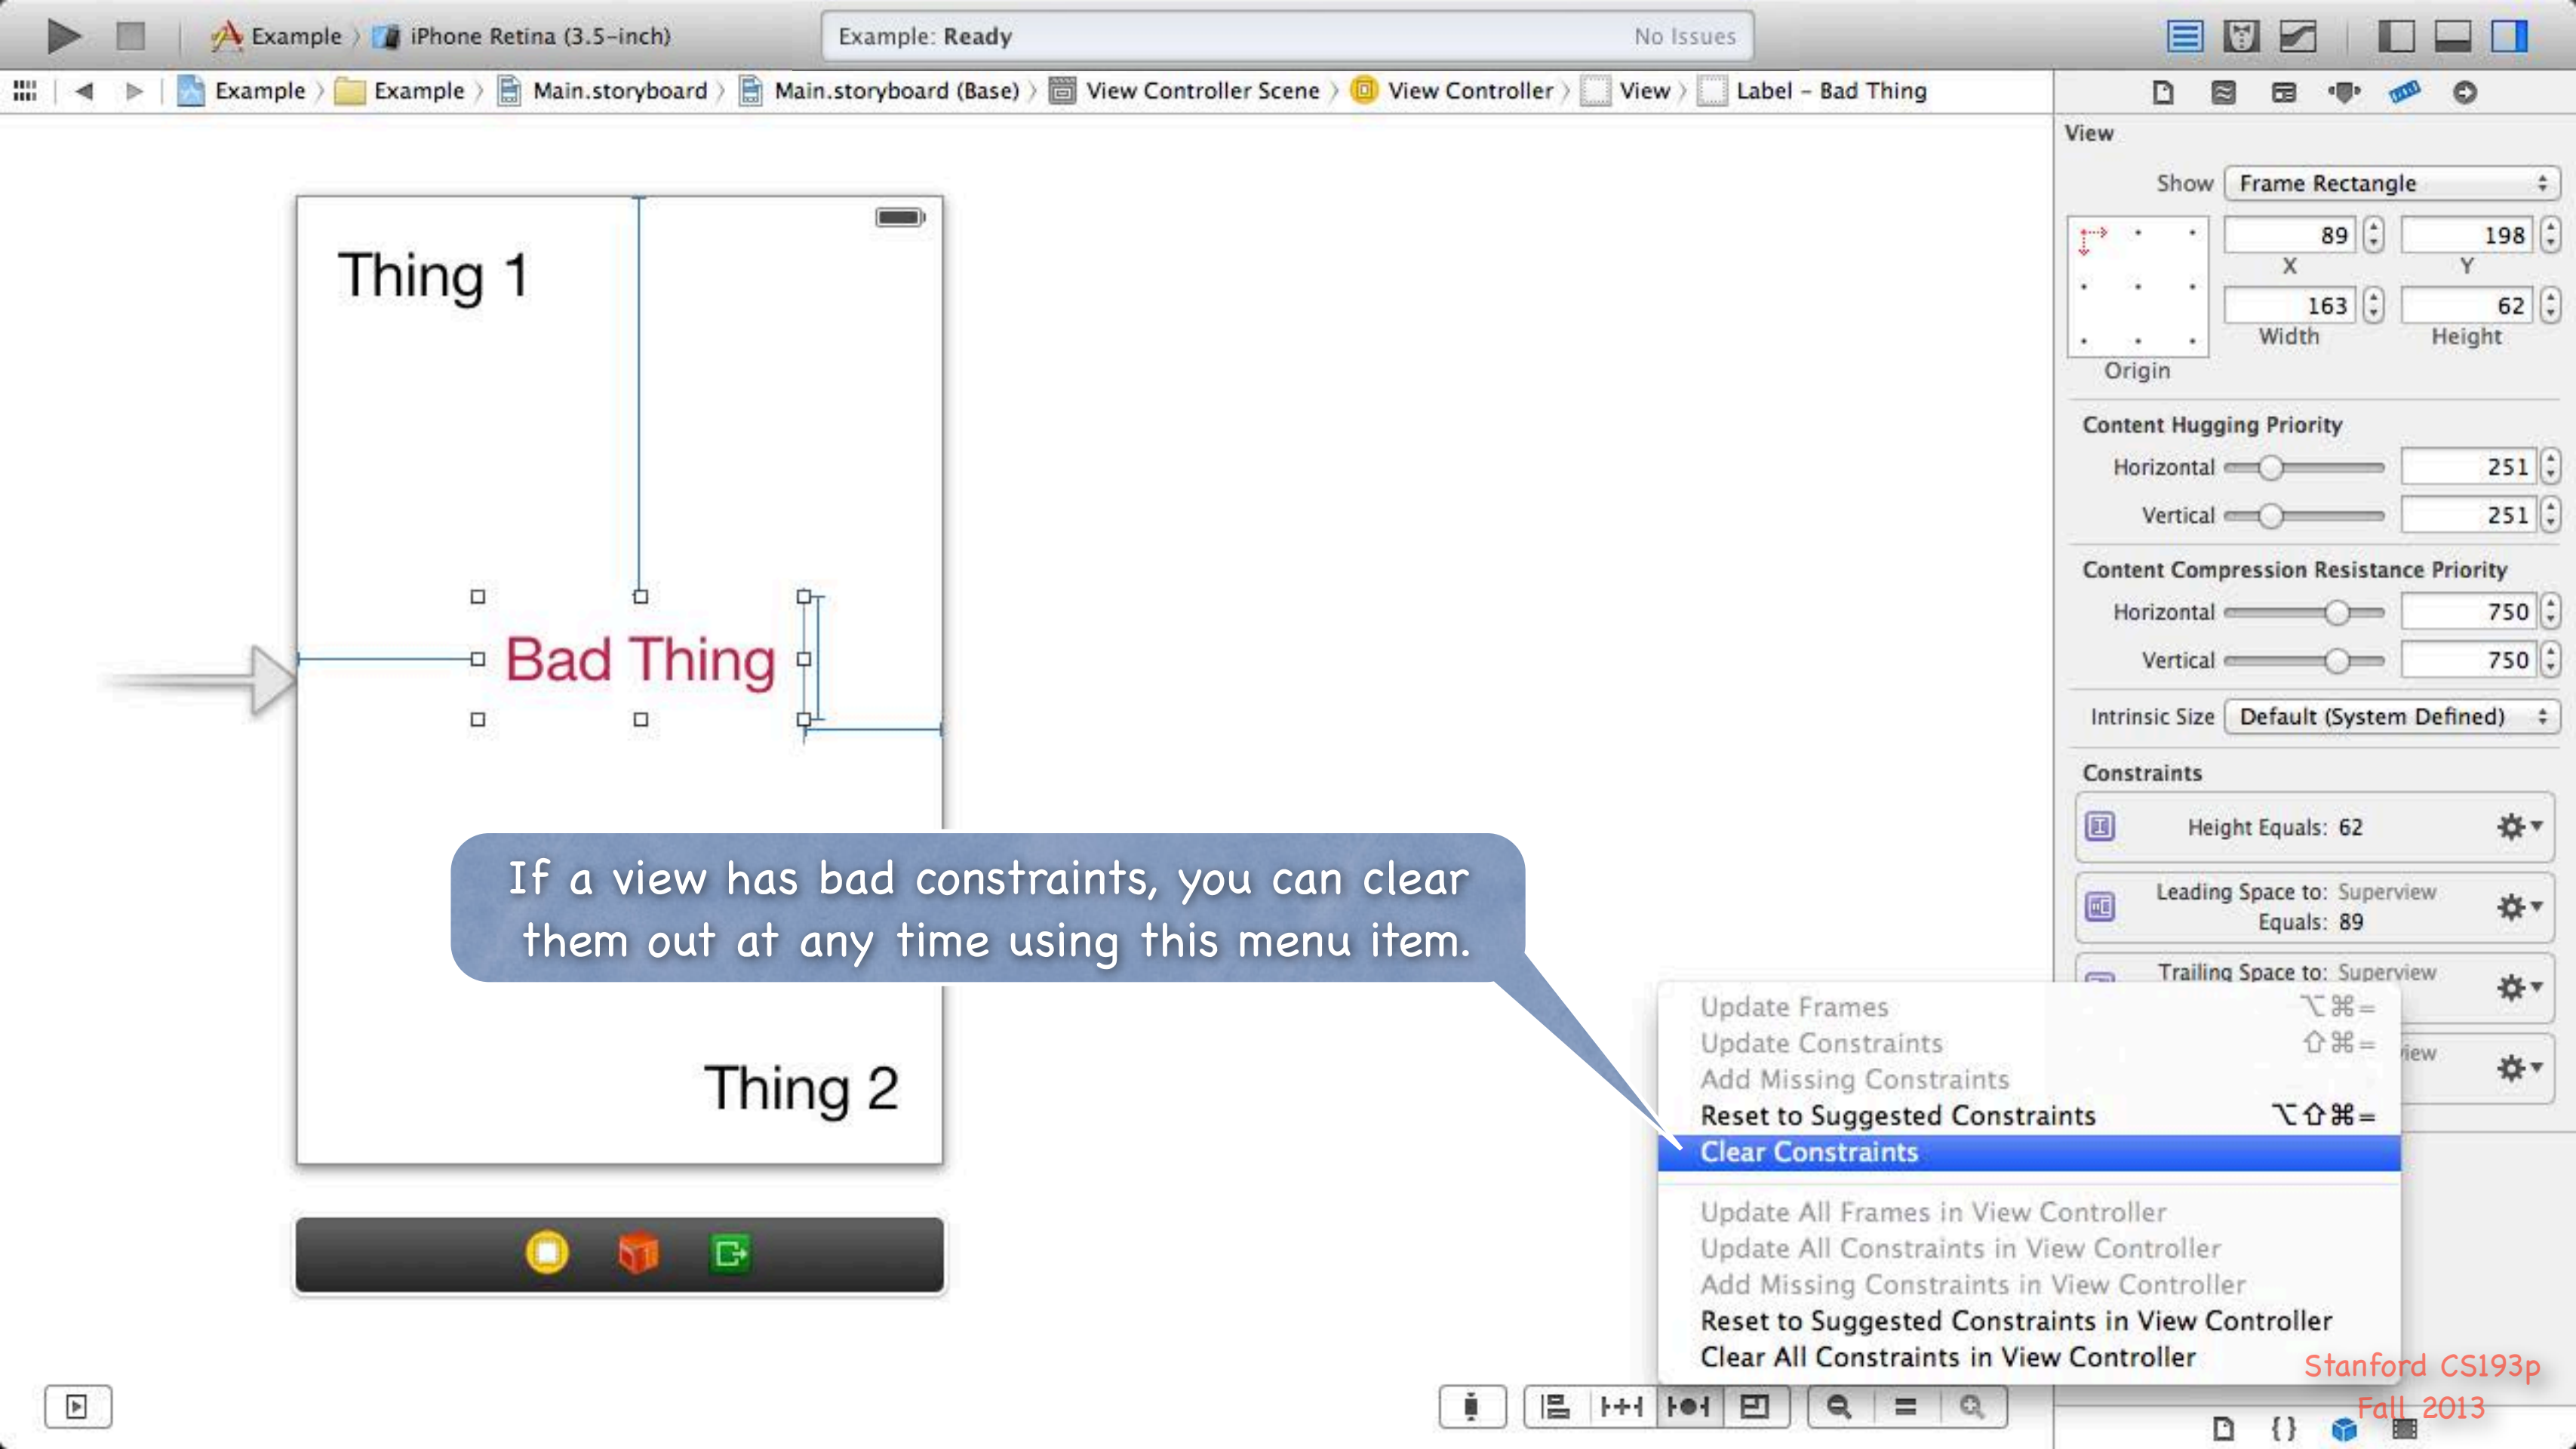 Example
iPhone Retina (3.5-inch)
Example: Ready
No Issues
Example
Example
Main.storyboard
Main.storyboard (Base)
View Controller Scene
View Controller
View
Label – Bad Thing
View
Show
Frame Rectangle
89
198
X
Y
163
62
Width
Height
Origin
Content Hugging Priority
Horizontal
251
Vertical
251
Content Compression Resistance Priority
Horizontal
750
Vertical
750
Intrinsic Size
Default (System Defined)
Constraints
Height Equals: 62
Leading Space to: Superview
Equals: 89
Trailing Space to: Superview
view
Thing 1
Bad Thing
If a view has bad constraints, you can clear
them out at any time using this menu item.
Thing 2
Update Frames ⌥⌘=
Update Constraints ⇧⌘=
Add Missing Constraints
Reset to Suggested Constraints ⌥⇧⌘=
Clear Constraints
Update All Frames in View Controller
Update All Constraints in View Controller
Add Missing Constraints in View Controller
Reset to Suggested Constraints in View Controller
Clear All Constraints in View Controller
Stanford CS193p
Fall 2013